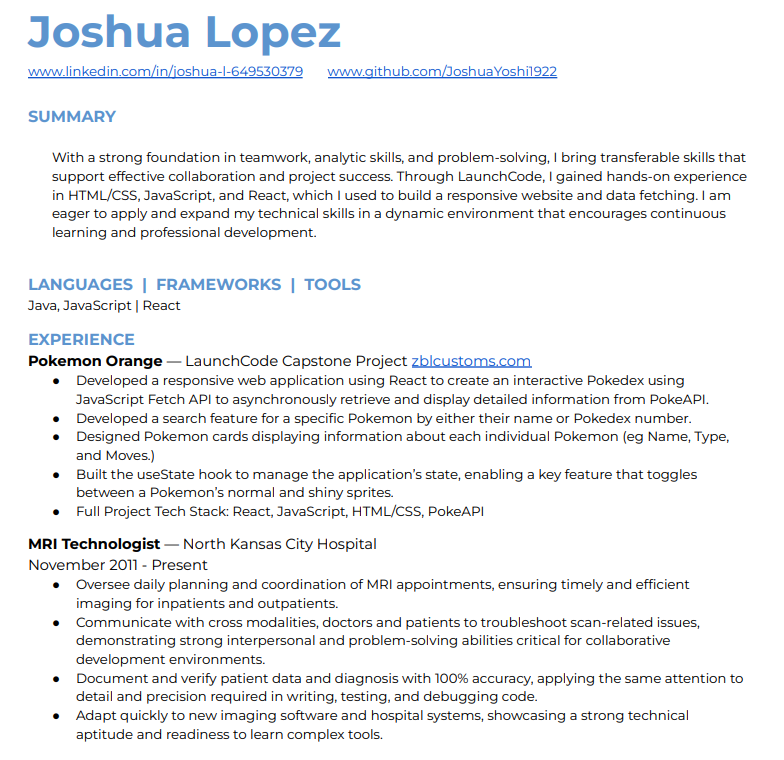 Joshua Lopez
www.linkedin.com/in/joshua-l-649530379 www.github.com/JoshuaYoshi1922
SUMMARY
With a strong foundation in teamwork, analytic skills, and problem-solving, I bring transferable skills that
support effective collaboration and project success. Through LaunchCode, I gained hands-on experience
in HTML/CSS, JavaScript, and React, which I used to build a responsive website and data fetching. I am
eager to apply and expand my technical skills in a dynamic environment that encourages continuous
learning and professional development.
LANGUAGES | FRAMEWORKS | TOOLS
Java, JavaScript | React
EXPERIENCE
Pokemon Orange — LaunchCode Capstone Project zblcustoms.com
● Developed a responsive web application using React to create an interactive Pokedex using
JavaScript Fetch API to asynchronously retrieve and display detailed information from PokeAPI.
● Developed a search feature for a specific Pokemon by either their name or Pokedex number.
● Designed Pokemon cards displaying information about each individual Pokemon (eg Name, Type,
and Moves.)
● Built the useState hook to manage the application's state, enabling a key feature that toggles
between a Pokemon's normal and shiny sprites.
● Full Project Tech Stack: React, JavaScript, HTML/CSS, PokeAPI
MRI Technologist — North Kansas City Hospital
November 2011 - Present
● Oversee daily planning and coordination of MRI appointments, ensuring timely and efficient
imaging for inpatients and outpatients.
● Communicate with cross modalities, doctors and patients to troubleshoot scan-related issues,
demonstrating strong interpersonal and problem-solving abilities critical for collaborative
development environments.
● Document and verify patient data and diagnosis with 100% accuracy, applying the same attention to
detail and precision required in writing, testing, and debugging code.
● Adapt quickly to new imaging software and hospital systems, showcasing a strong technical
aptitude and readiness to learn complex tools.